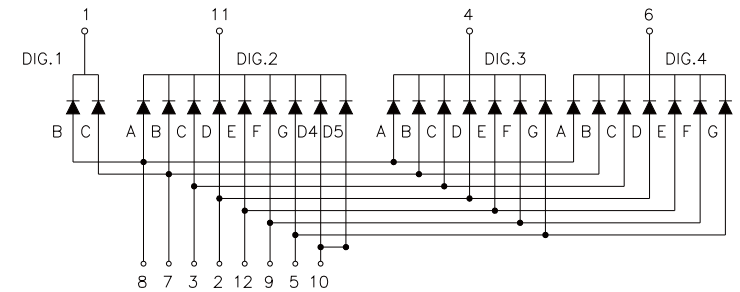 1 11 4 6
DIG.1 DIG.2 DIG.3 DIG.4
B C A B C D E F G D4 D5 A B C D E F G A B C D E F G
8 7 3 2 12 9 5 10